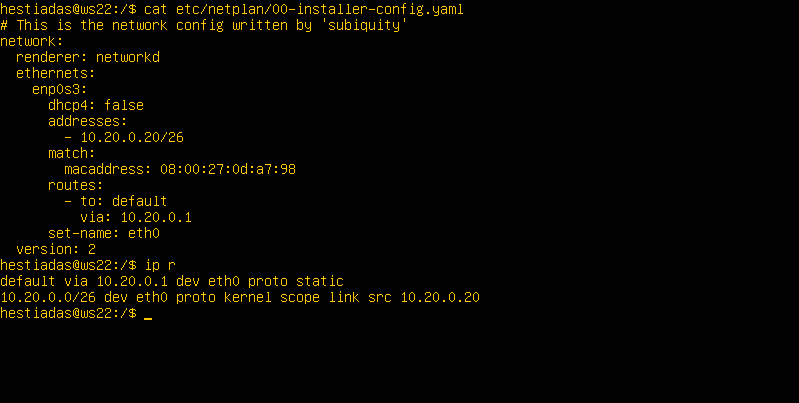 hestiadas@ws22:/$ cat etc/netplan/00-installer-config.yaml
# This is the network config written by 'subiquity'
network:
  renderer: networkd
  ethernets:
    enp0s3:
      dhcp4: false
      addresses:
        - 10.20.0.20/26
      match:
        macaddress: 08:00:27:0d:a7:98
      routes:
        - to: default
          via: 10.20.0.1
      set-name: eth0
  version: 2
hestiadas@ws22:/$ ip r
default via 10.20.0.1 dev eth0 proto static
10.20.0.0/26 dev eth0 proto kernel scope link src 10.20.0.20
hestiadas@ws22:/$ _